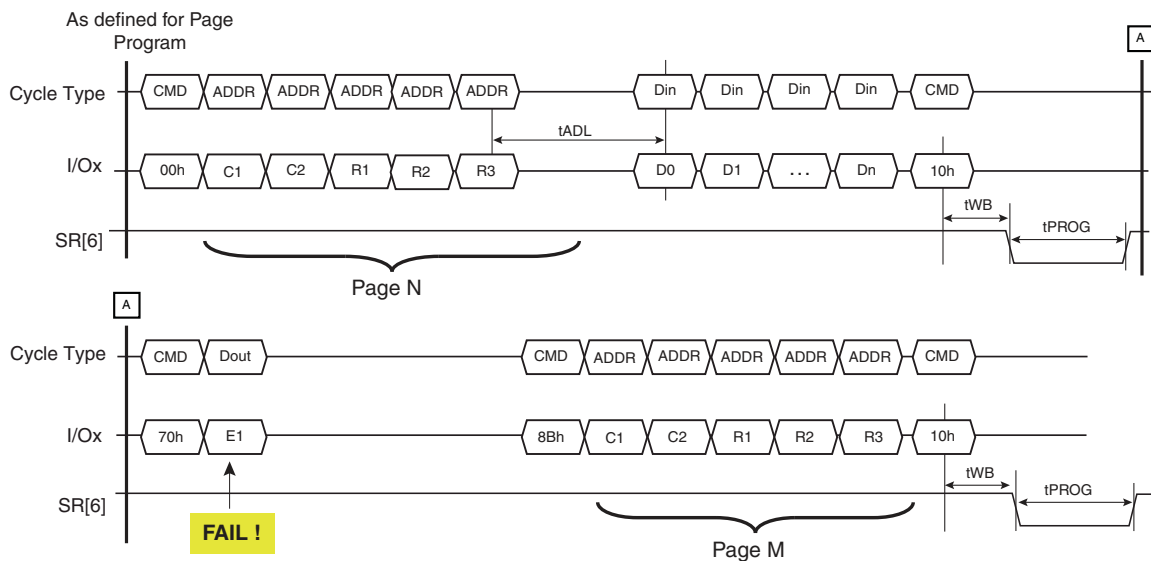 As defined for Page
Program
A
Cycle Type CMD ADDR ADDR ADDR ADDR ADDR Din Din Din Din CMD
tADL
I/Ox 00h C1 C2 R1 R2 R3 D0 D1 ... Dn 10h
tWB
tPROG
SR[6]
Page N
A
Cycle Type CMD Dout CMD ADDR ADDR ADDR ADDR ADDR CMD
I/Ox 70h E1 8Bh C1 C2 R1 R2 R3 10h
tWB
tPROG
SR[6]
FAIL !
Page M